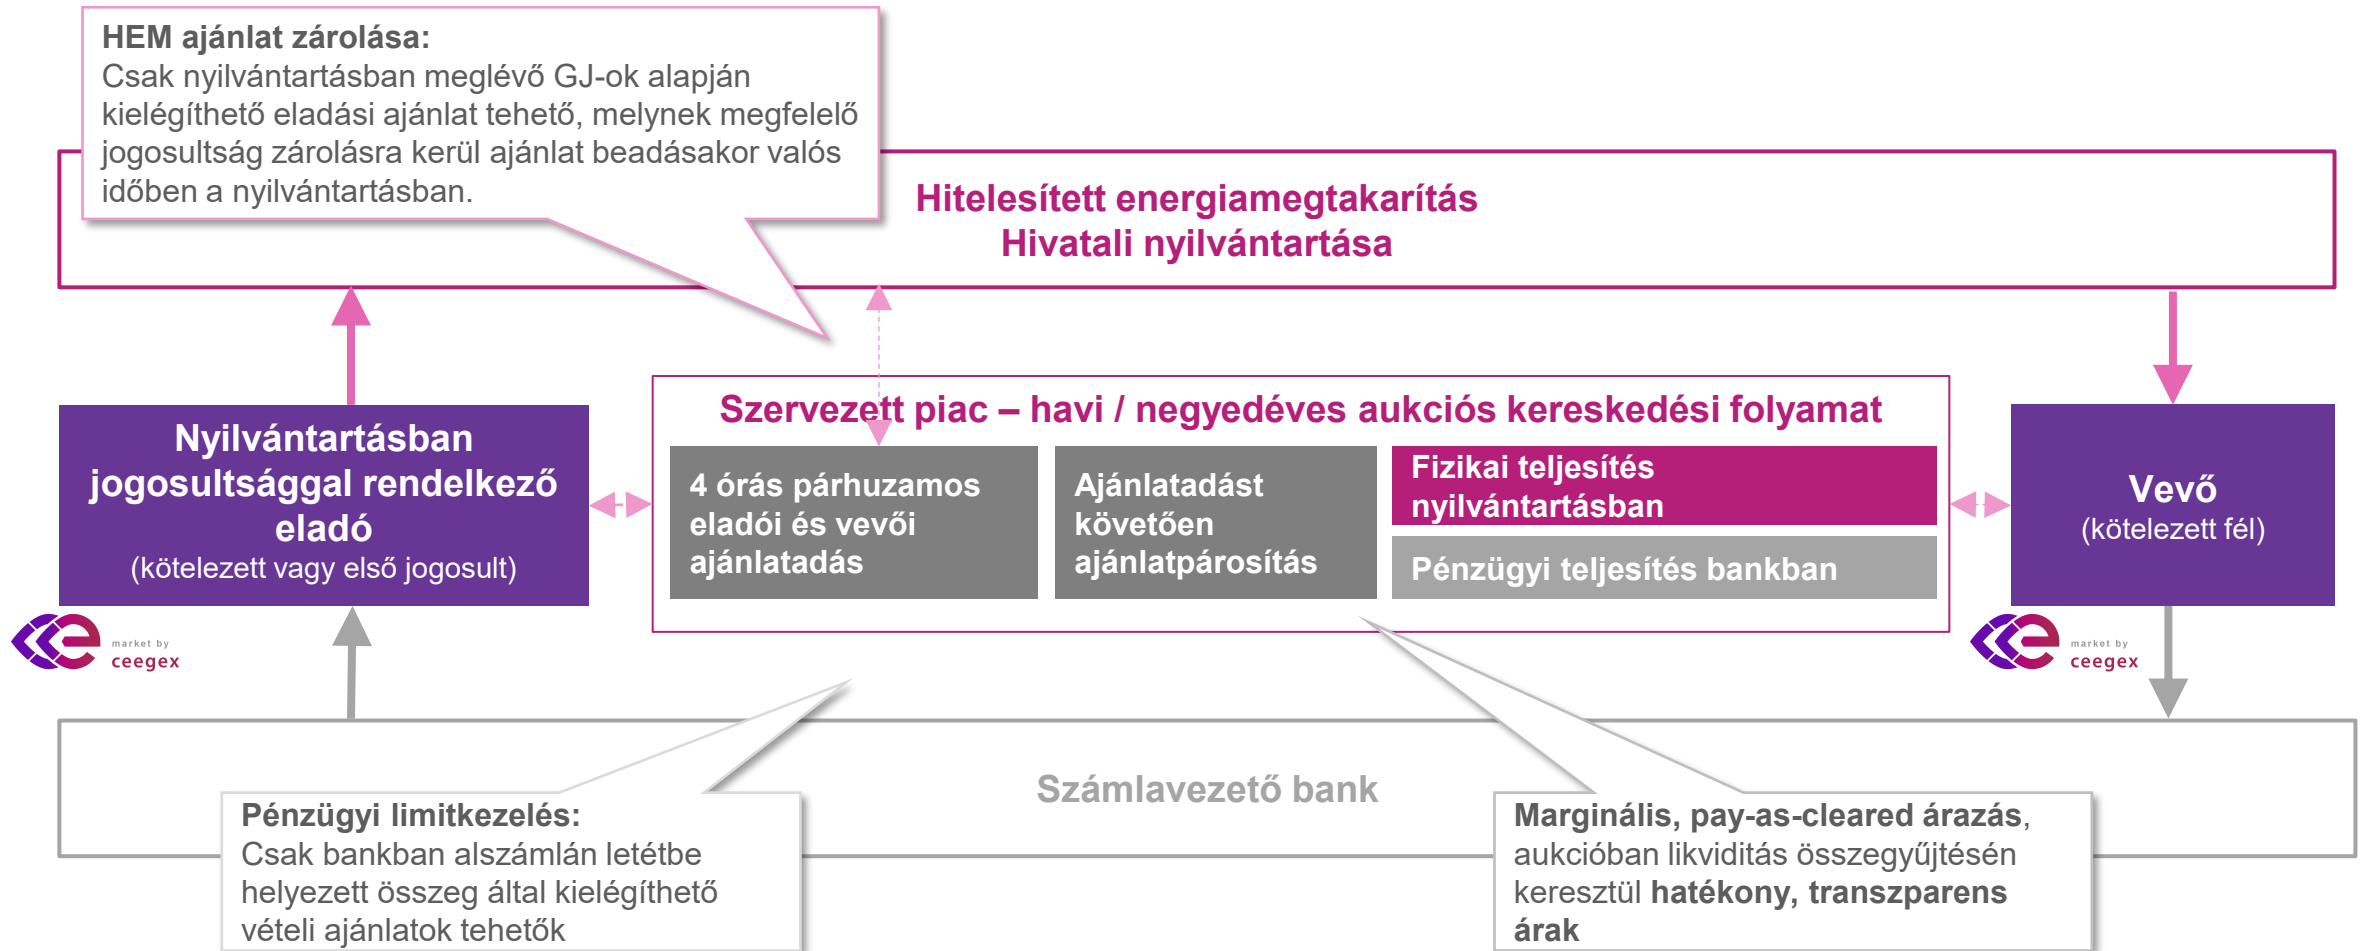 HEM ajánlat zárolása:
Csak nyilvántartásban meglévő GJ-ok alapján
kielégíthető eladási ajánlat tehető, melynek megfelelő
jogosultság zárolásra kerül ajánlat beadásakor valós
időben a nyilvántartásban.
Hitelesített energiamegtakarítás
Hivatali nyilvántartása
Nyilvántartásban
jogosultsággal rendelkező
eladó
(kötelezett vagy első jogosult)
Szervezett piac – havi / negyedéves aukciós kereskedési folyamat
4 órás párhuzamos
eladói és vevői
ajánlatadás
Ajánlatadást
követően
ajánlatpárosítás
Fizikai teljesítés
nyilvántartásban
Pénzügyi teljesítés bankban
Vevő
(kötelezett fél)
market by
ceegex
market by
ceegex
Számlavezető bank
Pénzügyi limitkezelés:
Csak bankban alszámlán letétbe
helyezett összeg által kielégíthető
vételi ajánlatok tehetők
Marginális, pay-as-cleared árazás,
aukcióban likviditás összegyűjtésén
keresztül hatékony, transzparens
árak